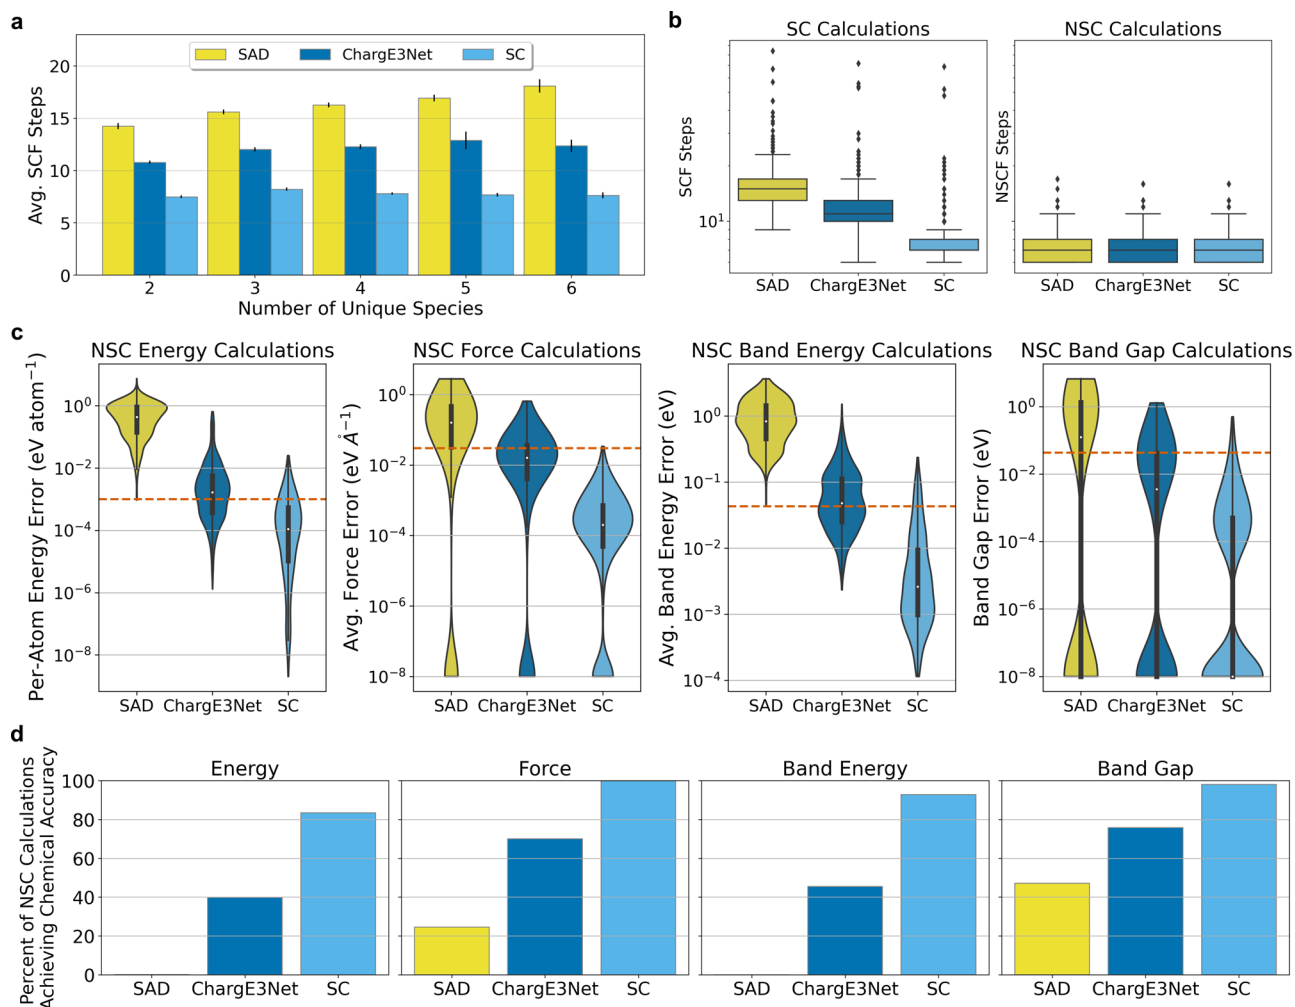 a
SAD ChargE3Net SC
Avg. SCF Steps
20
15
10
5
0
2 3 4 5 6
Number of Unique Species
b
SC Calculations NSC Calculations
SCF Steps
10¹
NSCF Steps
SAD ChargE3Net SC
SAD ChargE3Net SC
c
NSC Energy Calculations
Per-Atom Energy Error (eV atom⁻¹)
10⁰
10⁻²
10⁻⁴
10⁻⁶
10⁻⁸
SAD ChargE3Net SC
NSC Force Calculations
Avg. Force Error (eV Å⁻¹)
10⁰
10⁻²
10⁻⁴
10⁻⁶
10⁻⁸
SAD ChargE3Net SC
NSC Band Energy Calculations
Avg. Band Energy Error (eV)
10⁰
10⁻¹
10⁻²
10⁻³
10⁻⁴
SAD ChargE3Net SC
NSC Band Gap Calculations
Band Gap Error (eV)
10⁰
10⁻²
10⁻⁴
10⁻⁶
10⁻⁸
SAD ChargE3Net SC
d
Percent of NSC Calculations
Achieving Chemical Accuracy
Energy Force Band Energy Band Gap
100
80
60
40
20
0
SAD ChargE3Net SC SAD ChargE3Net SC SAD ChargE3Net SC SAD ChargE3Net SC